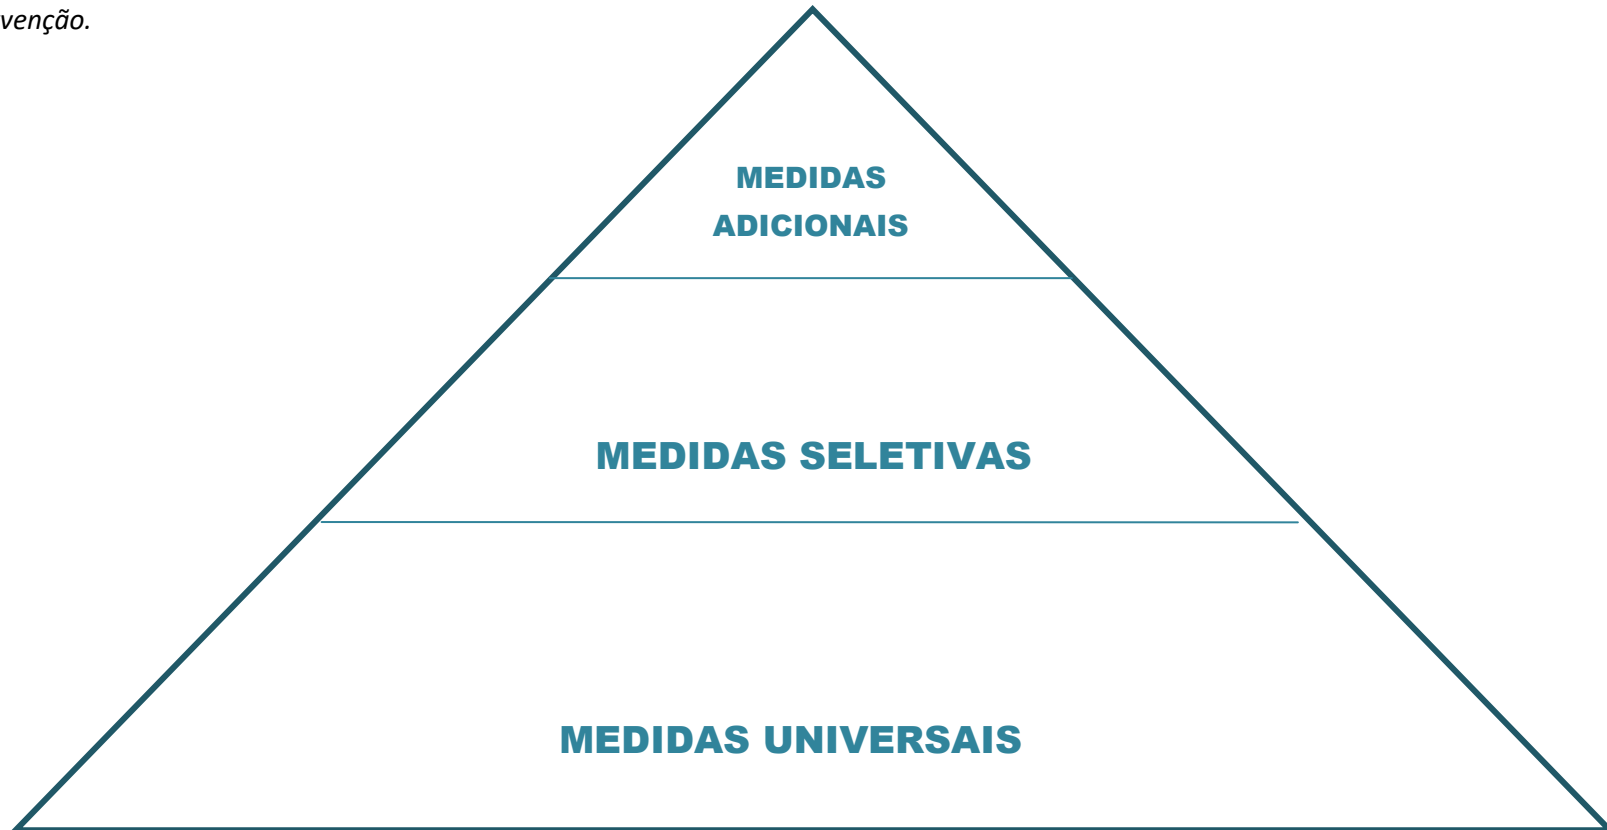 venção.
MEDIDAS
ADICIONAIS
MEDIDAS SELETIVAS
MEDIDAS UNIVERSAIS